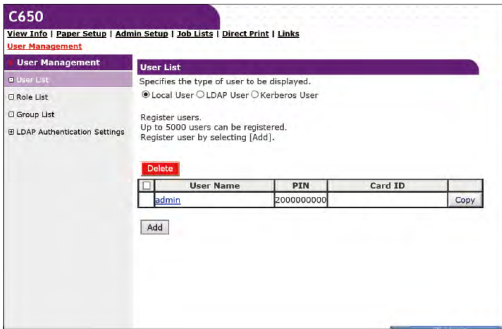 C650
View Info | Paper Setup | Admin Setup | Job Lists | Direct Print | Links
User Management
User Management
User List
Role List
Group List
LDAP Authentication Settings
User List
Specifies the type of user to be displayed.
Local User LDAP User Kerberos User
Register users.
Up to 5000 users can be registered.
Register user by selecting [Add].
Delete
User Name PIN Card ID
admin 2000000000 Copy
Add